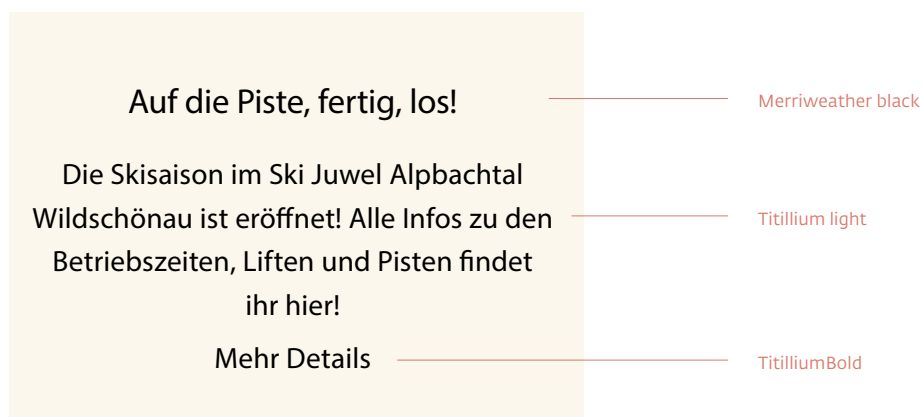 Auf die Piste, fertig, los!
Merriweather black
Die Skisaison im Ski Juwel Alpbachtal
Wildschönau ist eröffnet! Alle Infos zu den
Titillium light
Betriebszeiten, Liften und Pisten findet
ihr hier!
Mehr Details
TitilliumBold